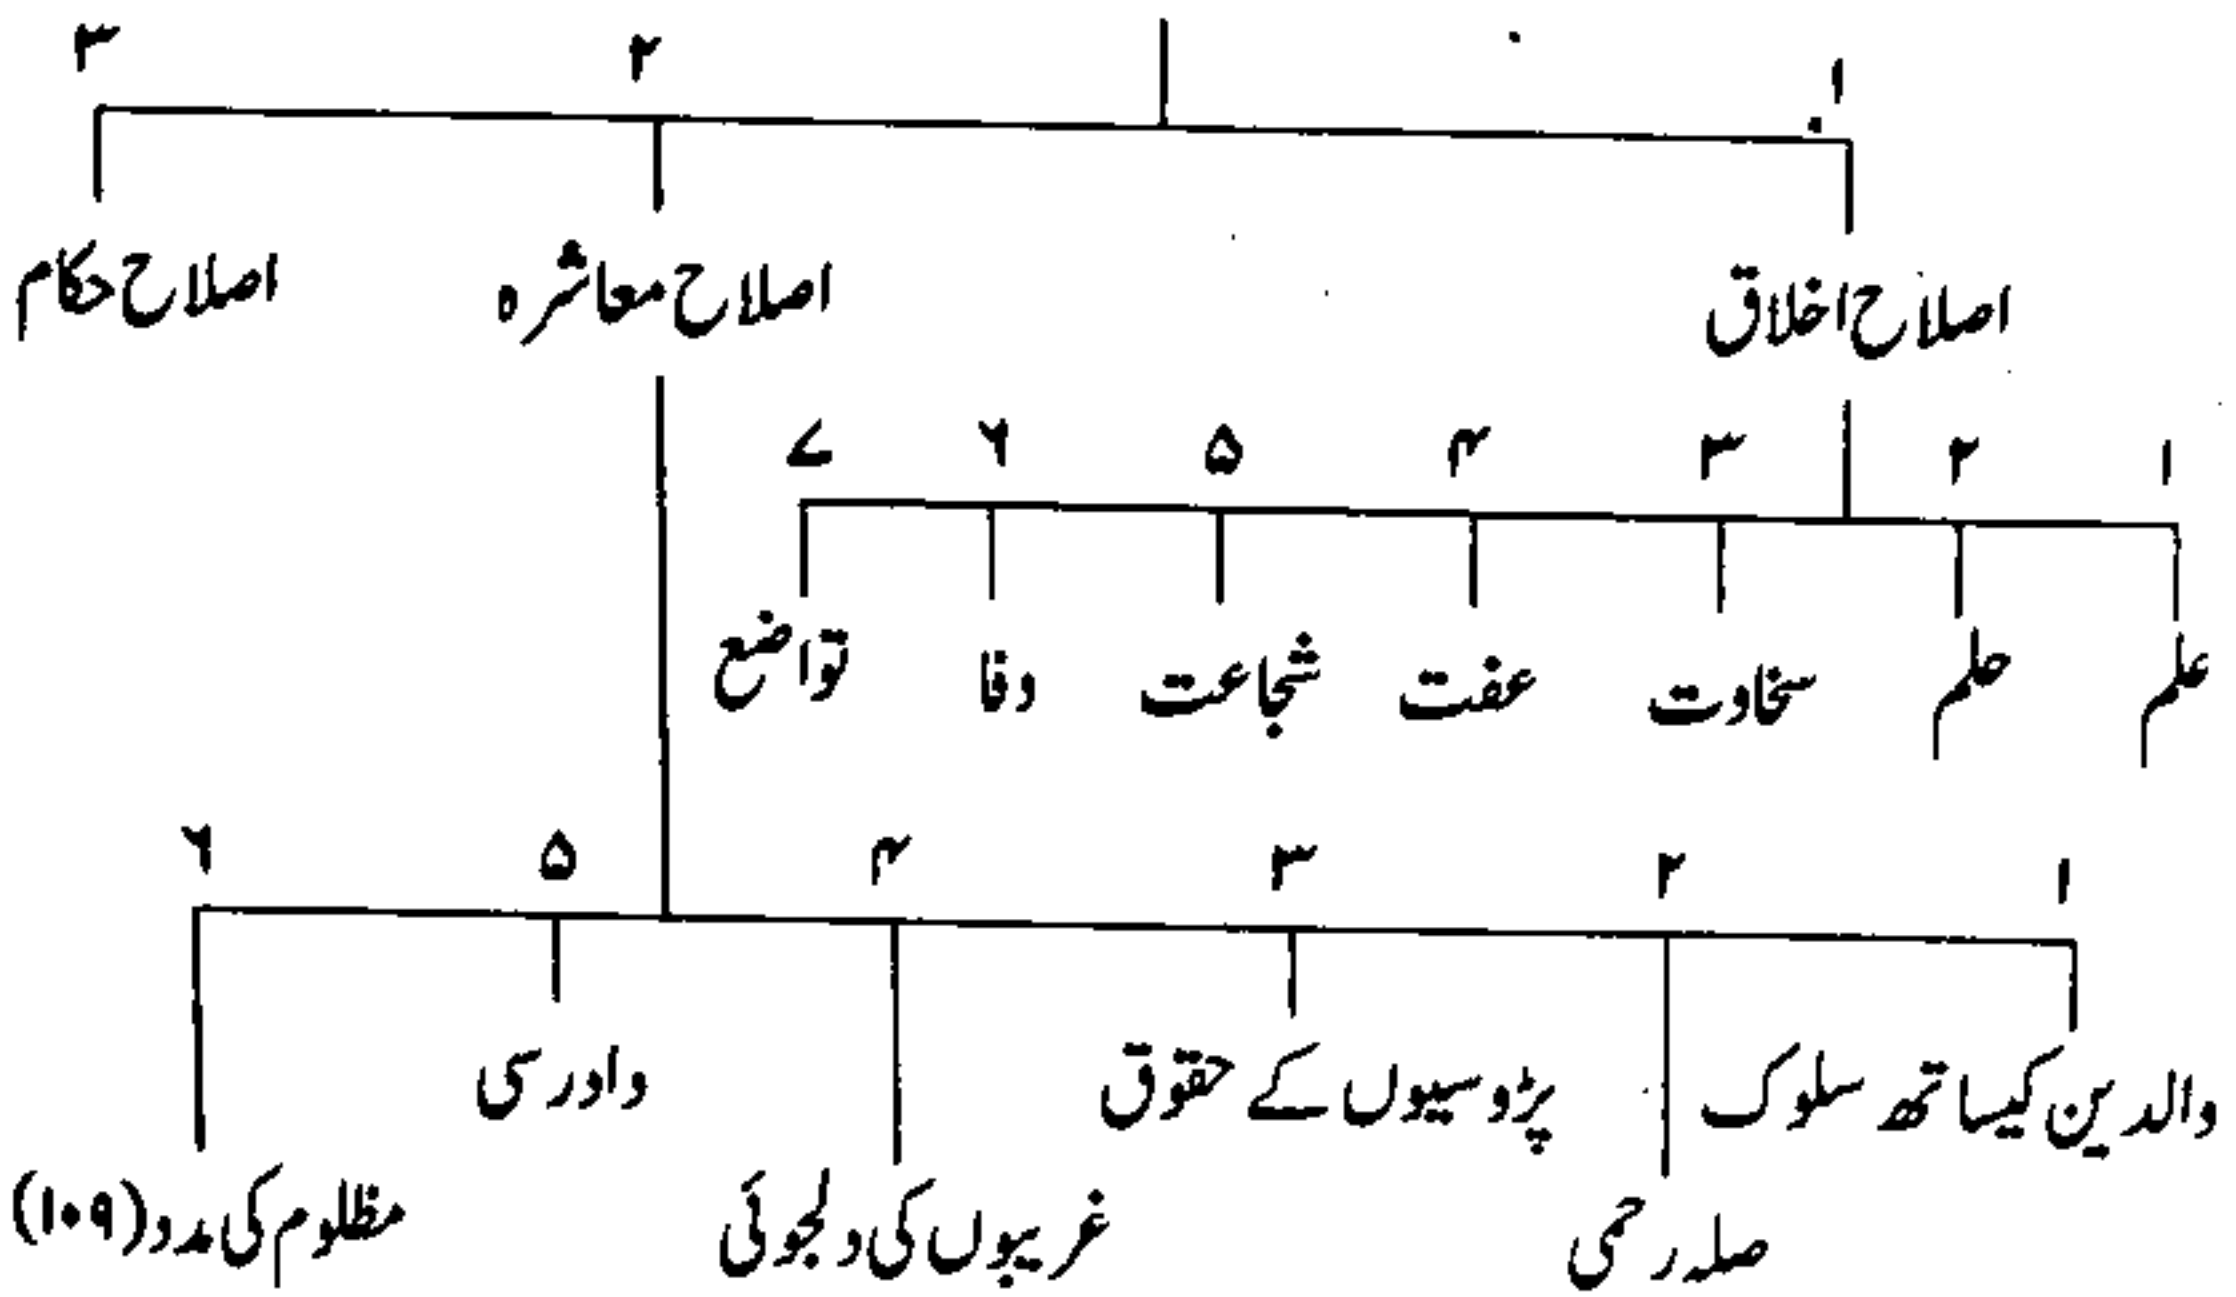 ۱ ۲ ۳
اصلاح اخلاق اصلاح معاشرہ اصلاح حکام
۱ ۲ ۳ ۴ ۵ ۶ ۷
علم حلم سخاوت عفت شجاعت وفا تواضع
۱ ۲ ۳ ۴ ۵ ۶
والدین کیساتھ سلوک پڑوسیوں کے حقوق دادرسی
صلہ رحمی غریبوں کی دلجوئی مظلوم کی مدد (۱۰۹)